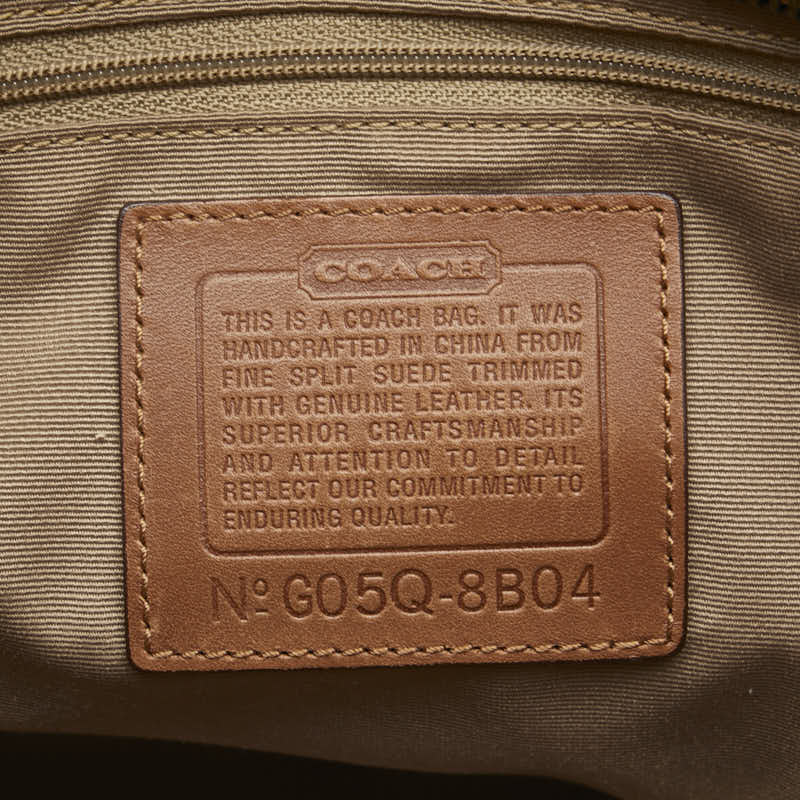 COACH
THIS IS A COACH BAG. IT WAS
HANDCRAFTED IN CHINA FROM
FINE SPLIT SUEDE TRIMMED
WITH GENUINE LEATHER. ITS
SUPERIOR CRAFTSMANSHIP
AND ATTENTION TO DETAIL
REFLECT OUR COMMITMENT TO
ENDURING QUALITY.
Nº G05Q-8B04